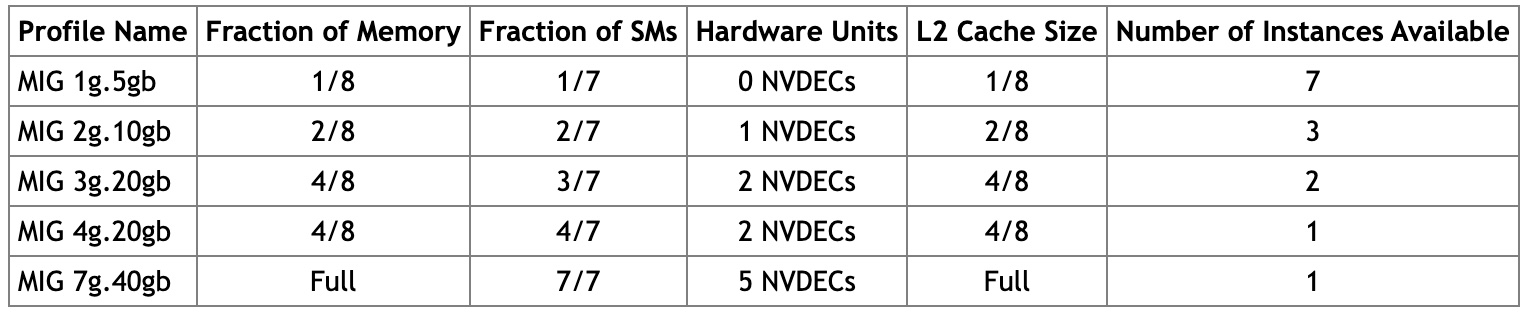 Profile Name Fraction of Memory Fraction of SMs Hardware Units L2 Cache Size Number of Instances Available
MIG 1g.5gb 1/8 1/7 0 NVDECs 1/8 7
MIG 2g.10gb 2/8 2/7 1 NVDECs 2/8 3
MIG 3g.20gb 4/8 3/7 2 NVDECs 4/8 2
MIG 4g.20gb 4/8 4/7 2 NVDECs 4/8 1
MIG 7g.40gb Full 7/7 5 NVDECs Full 1